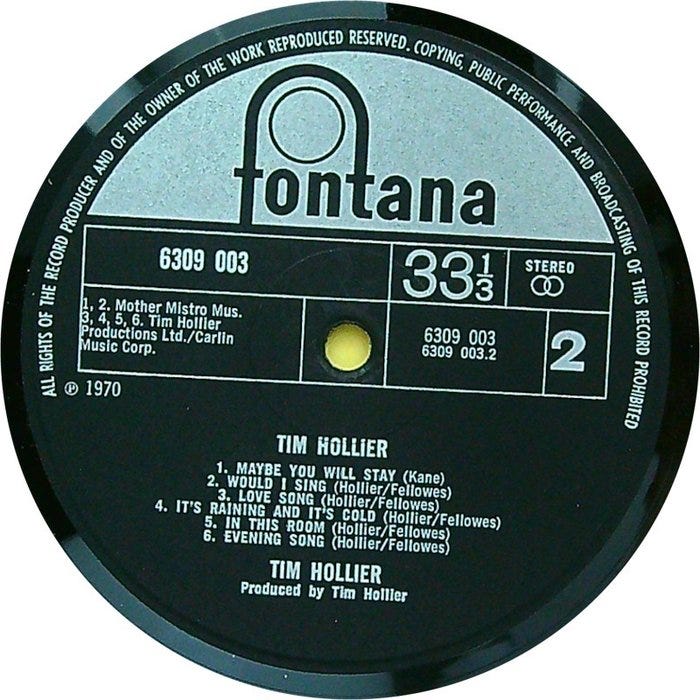 ALL RIGHTS OF THE RECORD PRODUCER AND OF THE OWNER OF THE WORK REPRODUCED RESERVED. COPYING, PUBLIC PERFORMANCE AND BROADCASTING OF THIS RECORD PROHIBITED
fontana
6309 003
33 1/3
STEREO
1, 2. Mother Mistro Mus.
3, 4, 5, 6. Tim Hollier
Productions Ltd./Carlin
Music Corp.
6309 003
6309 003.2
2
℗ 1970
TIM HOLLIER
1. MAYBE YOU WILL STAY (Kane)
2. WOULD I SING (Hollier/Fellowes)
3. LOVE SONG (Hollier/Fellowes)
4. IT'S RAINING AND IT'S COLD (Hollier/Fellowes)
5. IN THIS ROOM (Hollier/Fellowes)
6. EVENING SONG (Hollier/Fellowes)
TIM HOLLIER
Produced by Tim Hollier